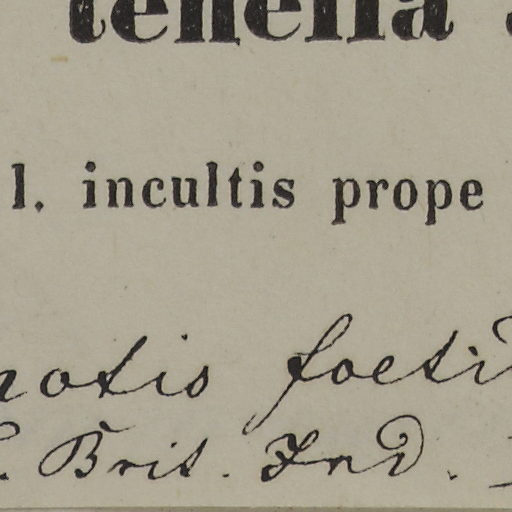 tenella
l. incultis prope
notis foeti
. Brit. Ind.